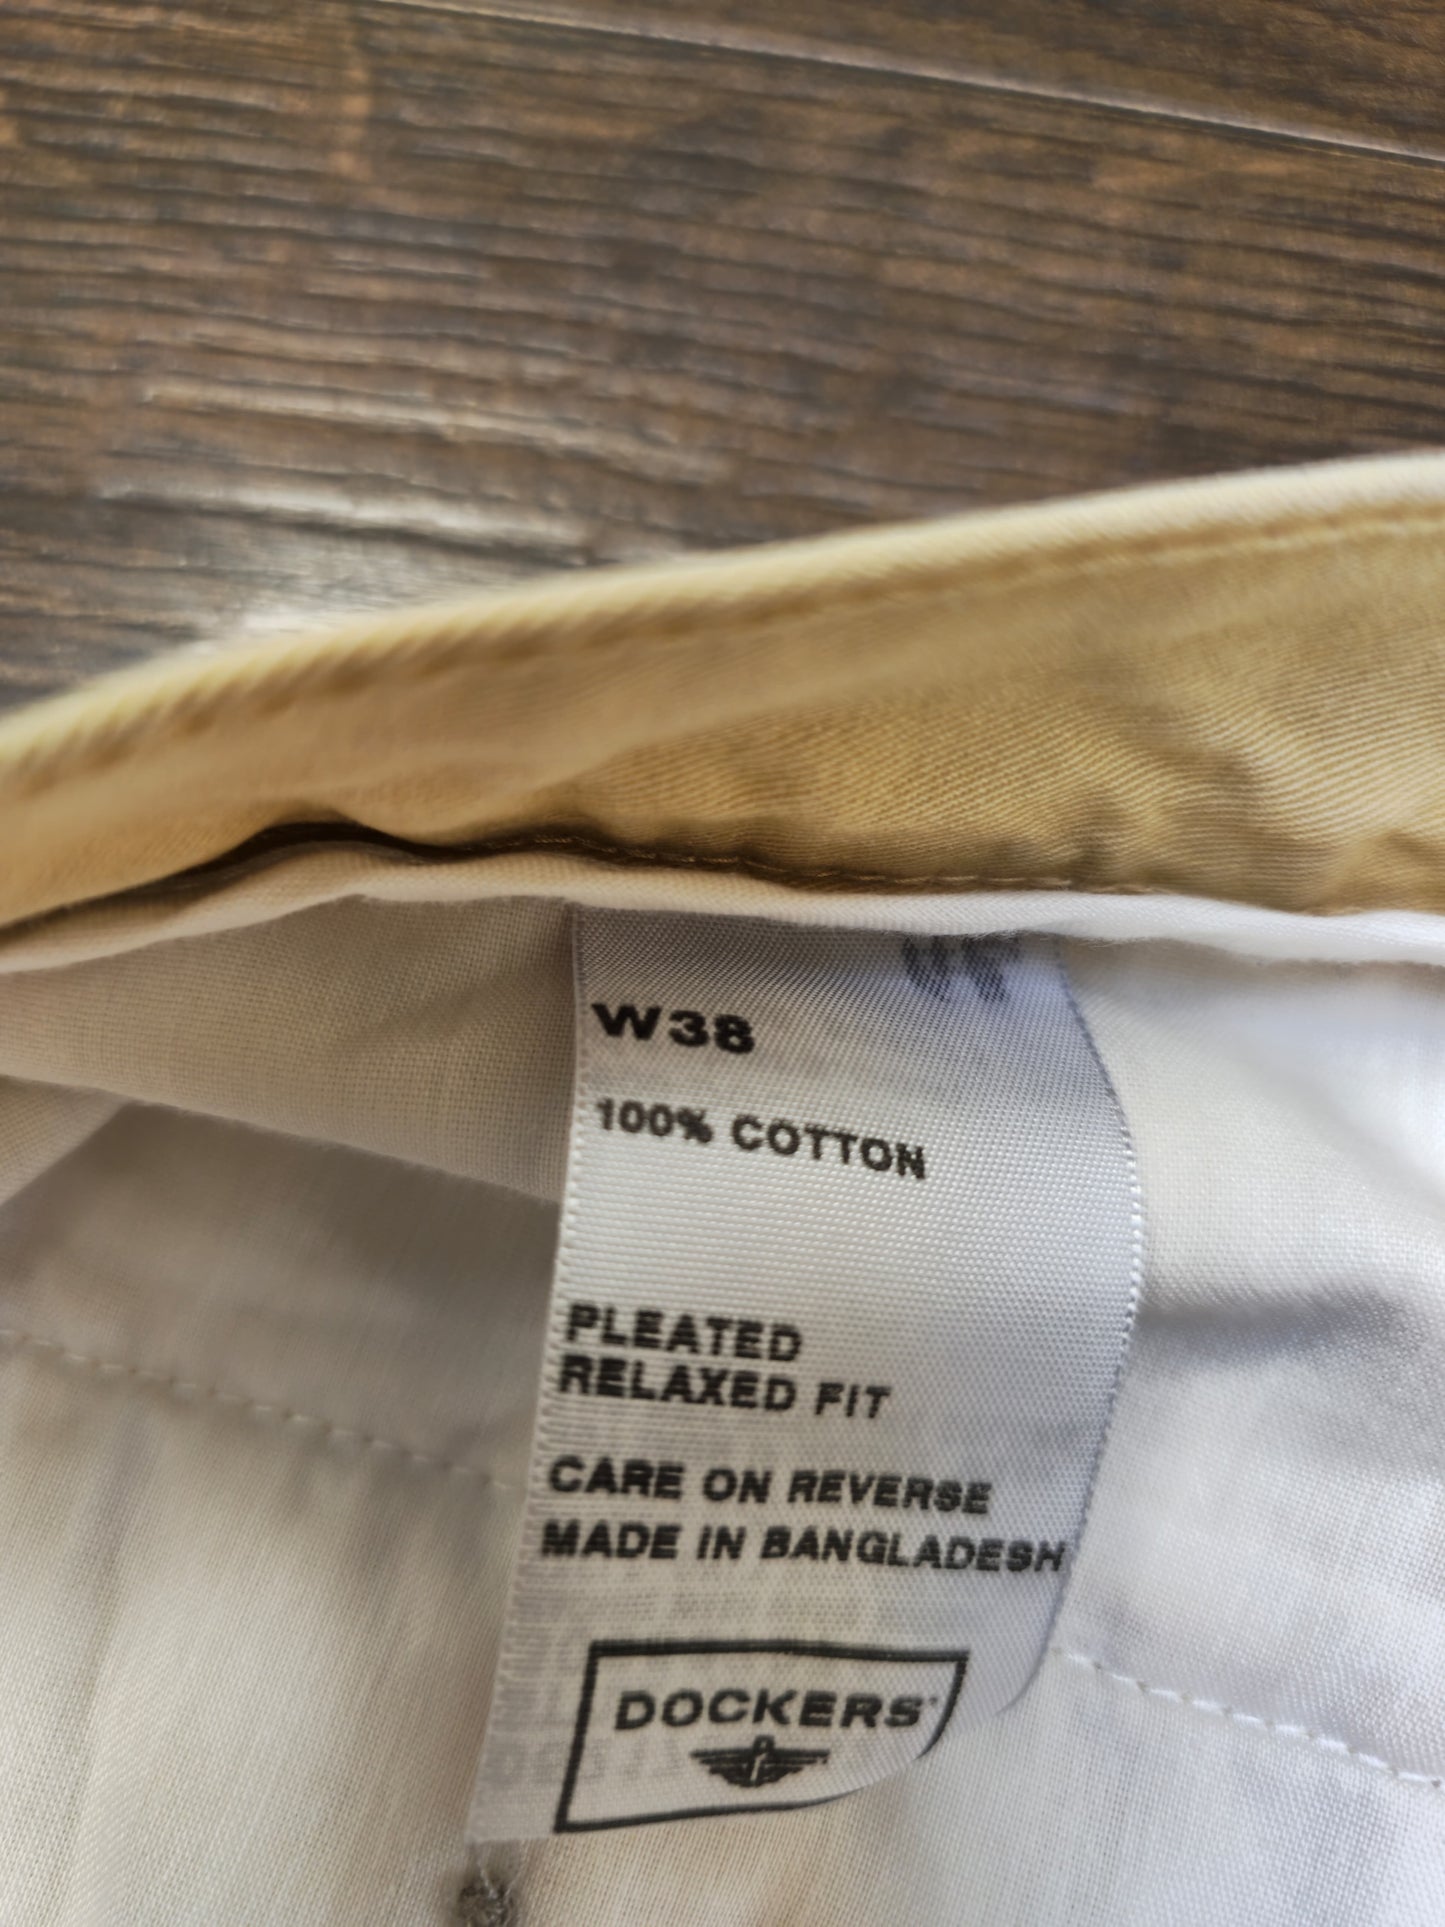 W38
100% COTTON
PLEATED
RELAXED FIT
CARE ON REVERSE
MADE IN BANGLADESH
DOCKERS®